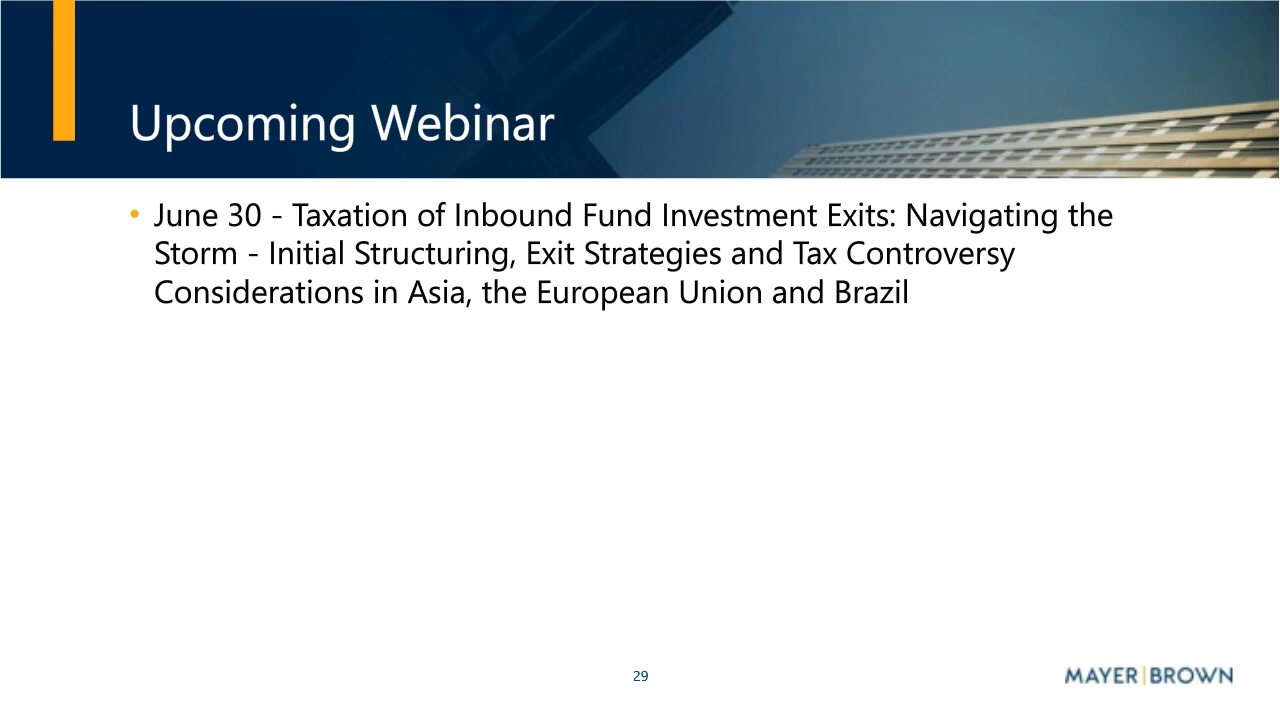 Upcoming Webinar
• June 30 - Taxation of Inbound Fund Investment Exits: Navigating the
Storm - Initial Structuring, Exit Strategies and Tax Controversy
Considerations in Asia, the European Union and Brazil
29
MAYER|BROWN